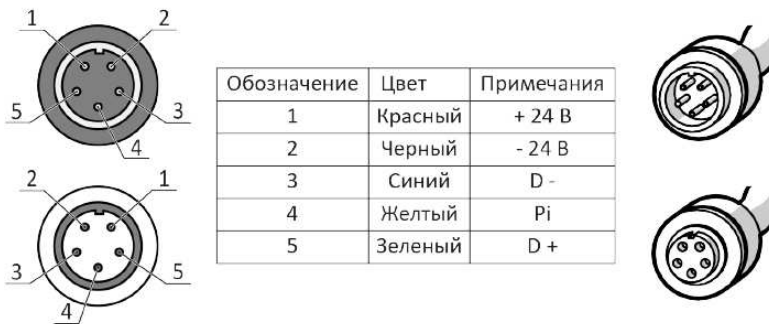 1 2
5 3
4
2 1
3 5
4
Обозначение Цвет Примечания
1 Красный + 24 В
2 Черный - 24 В
3 Синий D -
4 Желтый Pi
5 Зеленый D +